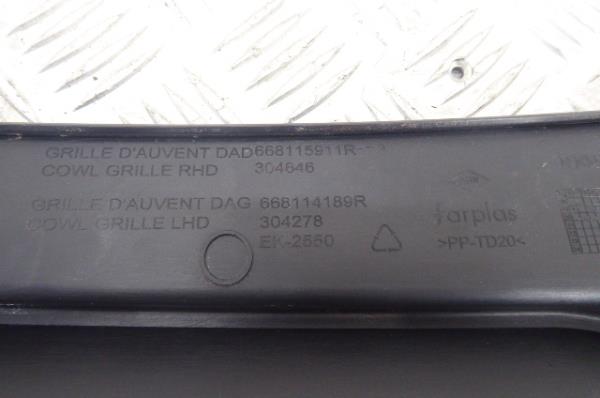 GRILLE D'AUVENT DAD 668115911R
COWL GRILLE RHD 304646
GRILLE D'AUVENT DAG 668114189R
COWL GRILLE LHD 304278
EK-2550
farplas
>PP-TD20<